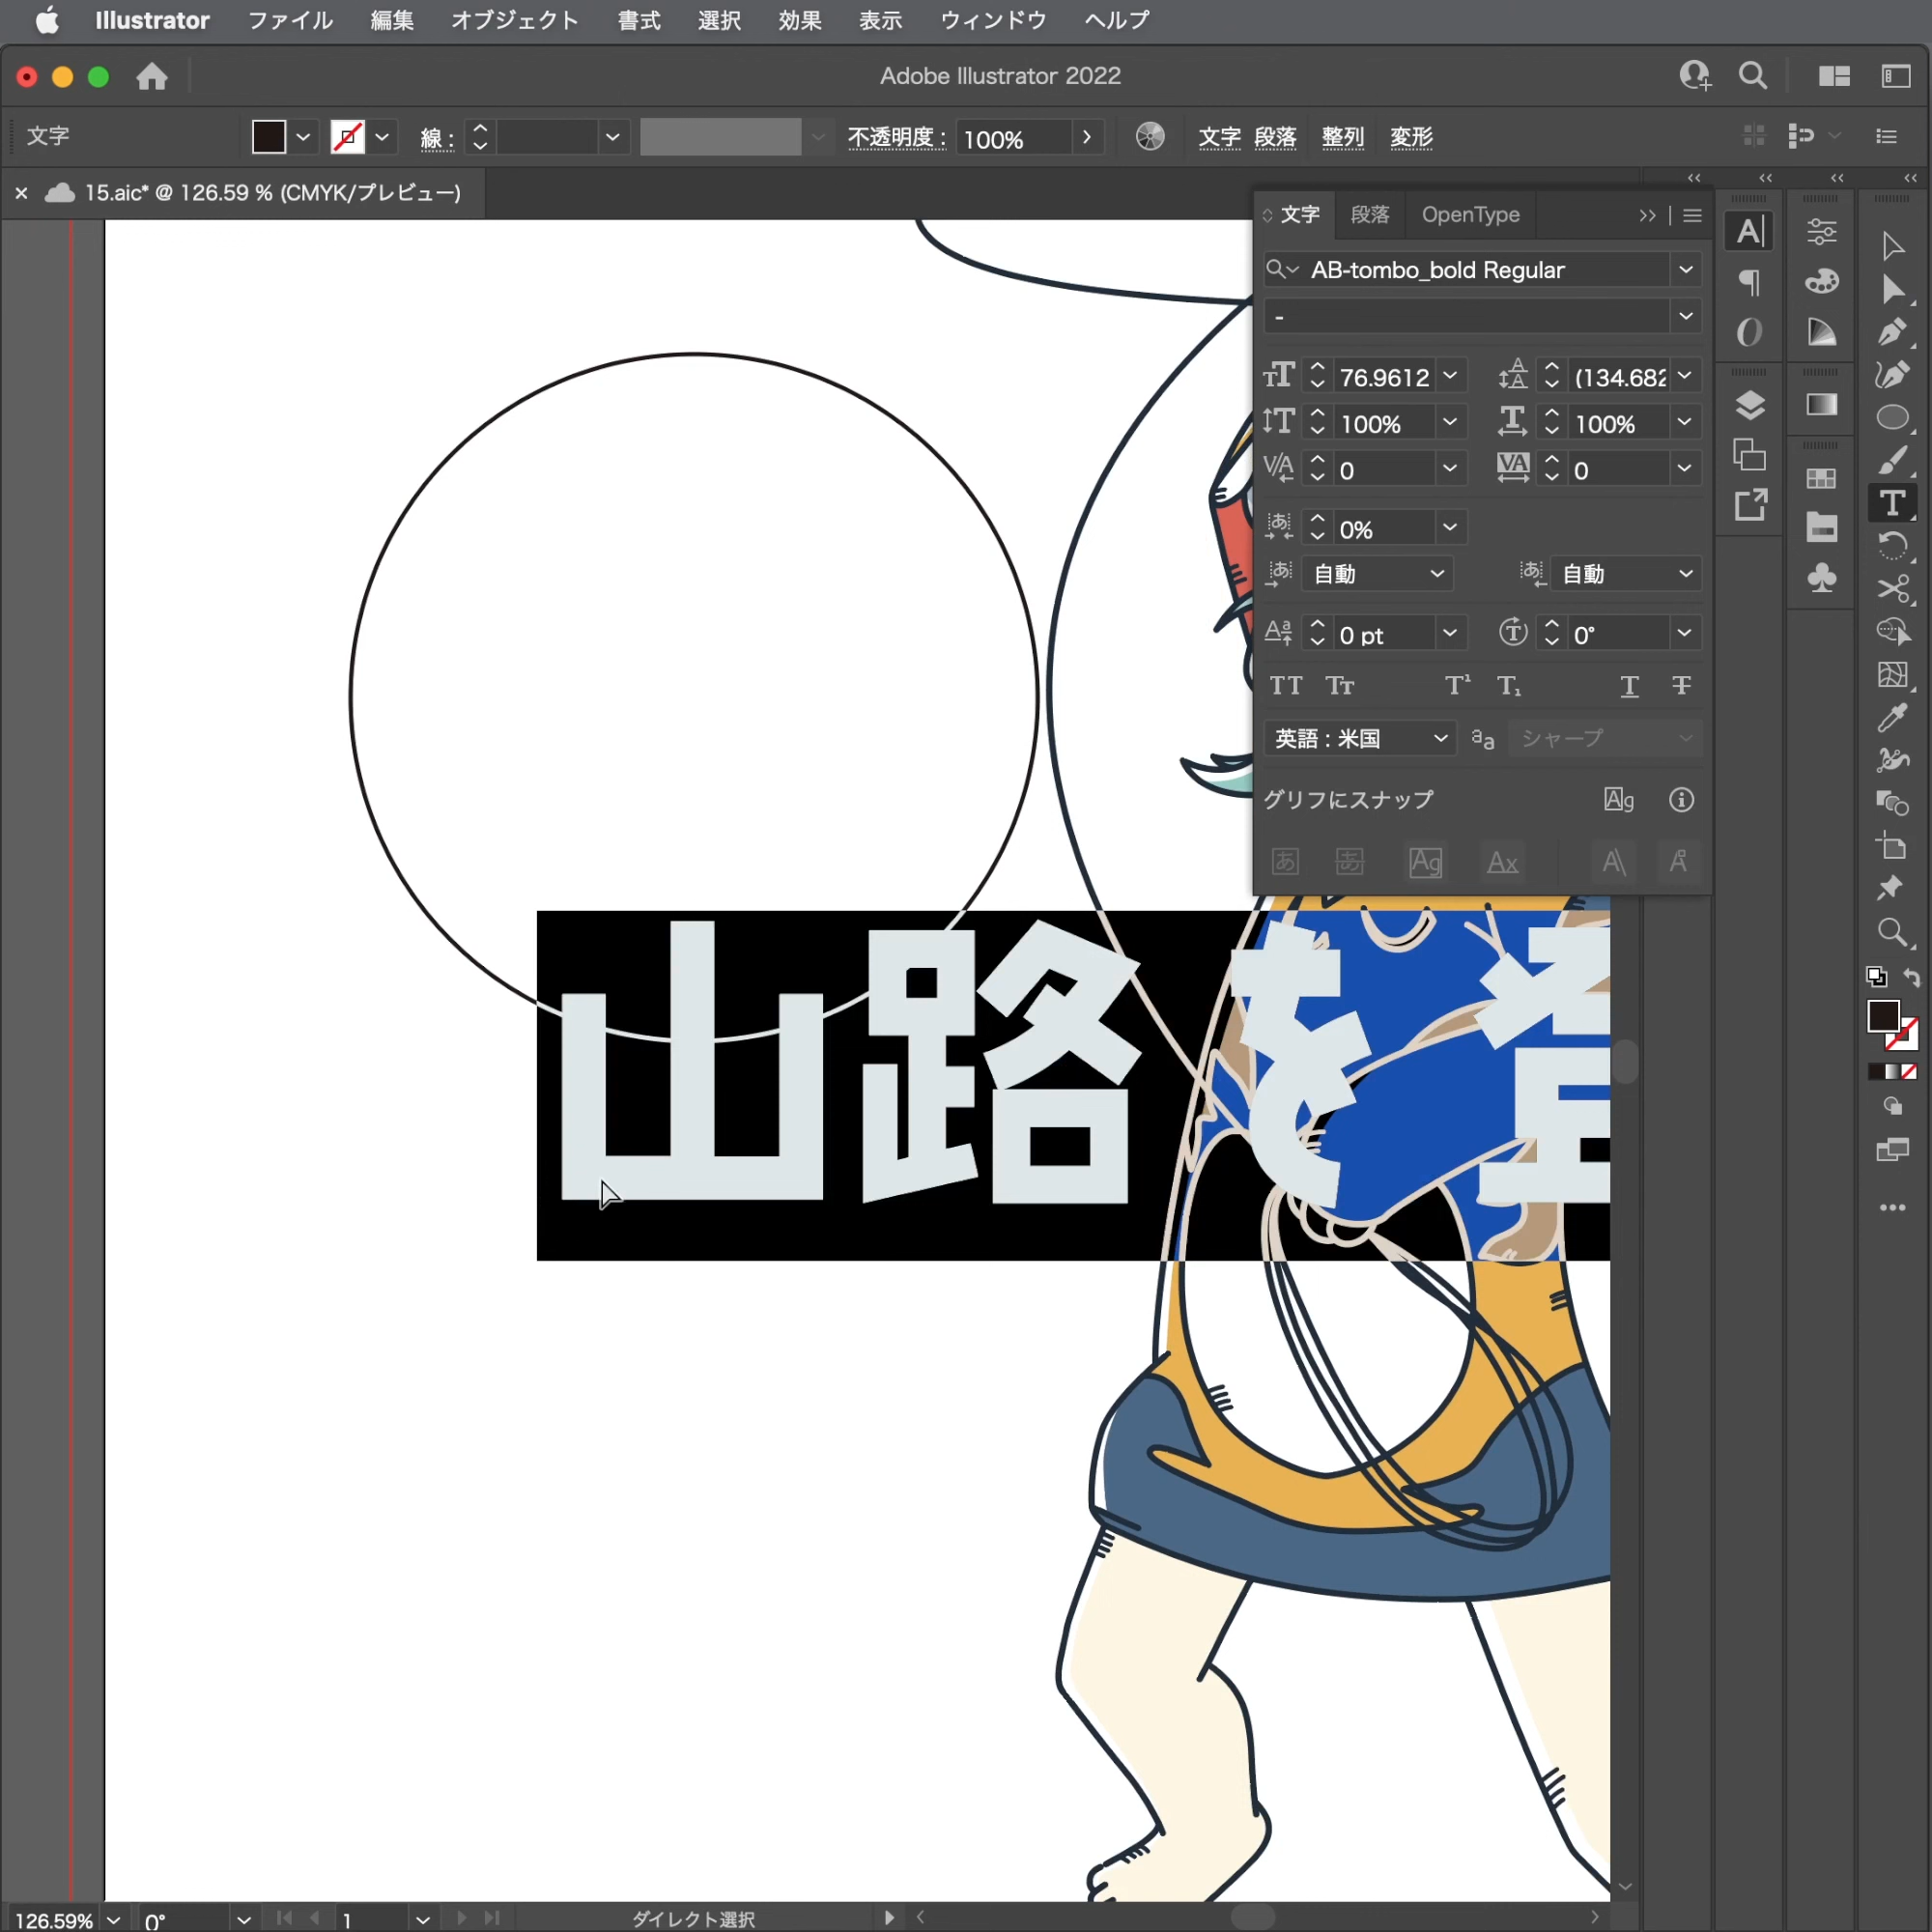 Illustrator ファイル 編集 オブジェクト 書式 選択 効果 表示 ウィンドウ ヘルプ
Adobe Illustrator 2022
文字 線 : 不透明度 : 100% 文字 段落 整列 変形
15.aic* @ 126.59 % (CMYK/プレビュー)
文字 段落 OpenType
AB-tombo_bold Regular
-
76.9612 (134.682
100% 100%
0 0
0%
自動 自動
0 pt 0°
英語 : 米国 シャープ
グリフにスナップ
山路を
126.59% 0° 1 ダイレクト選択